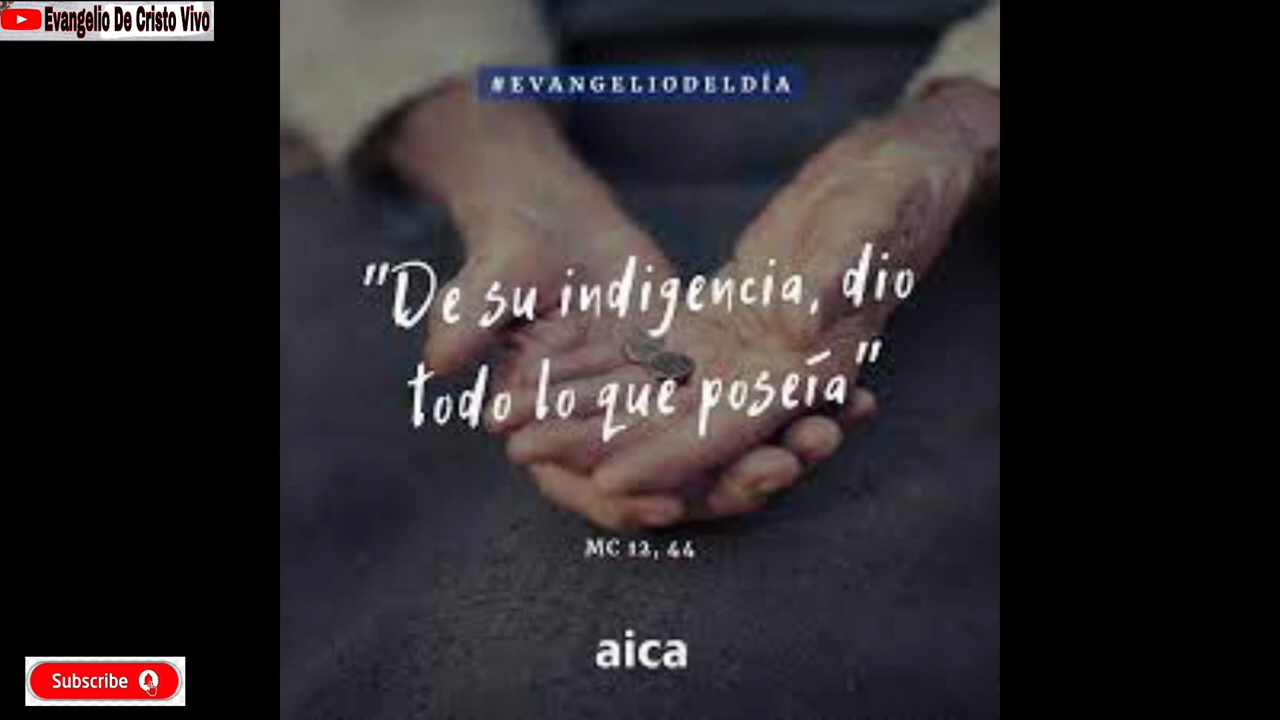 Evangelio De Cristo Vivo
#EVANGELIODELDÍA
"De su indigencia, dio
todo lo que poseía"
MC 12, 44
aica
Subscribe